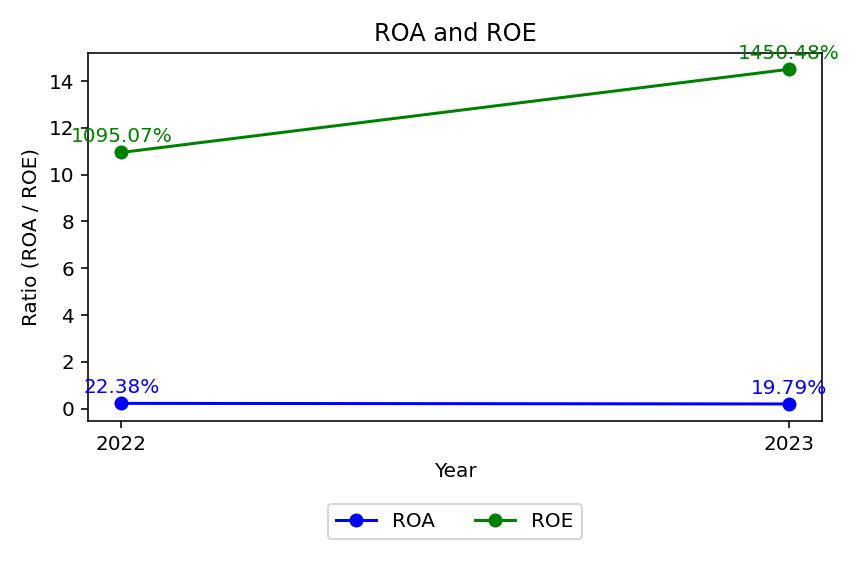 ROA and ROE
1450.48%
14
12
1095.07%
10
8
6
4
2
22.38%
19.79%
0
Ratio (ROA / ROE)
2022
2023
Year
ROA
ROE